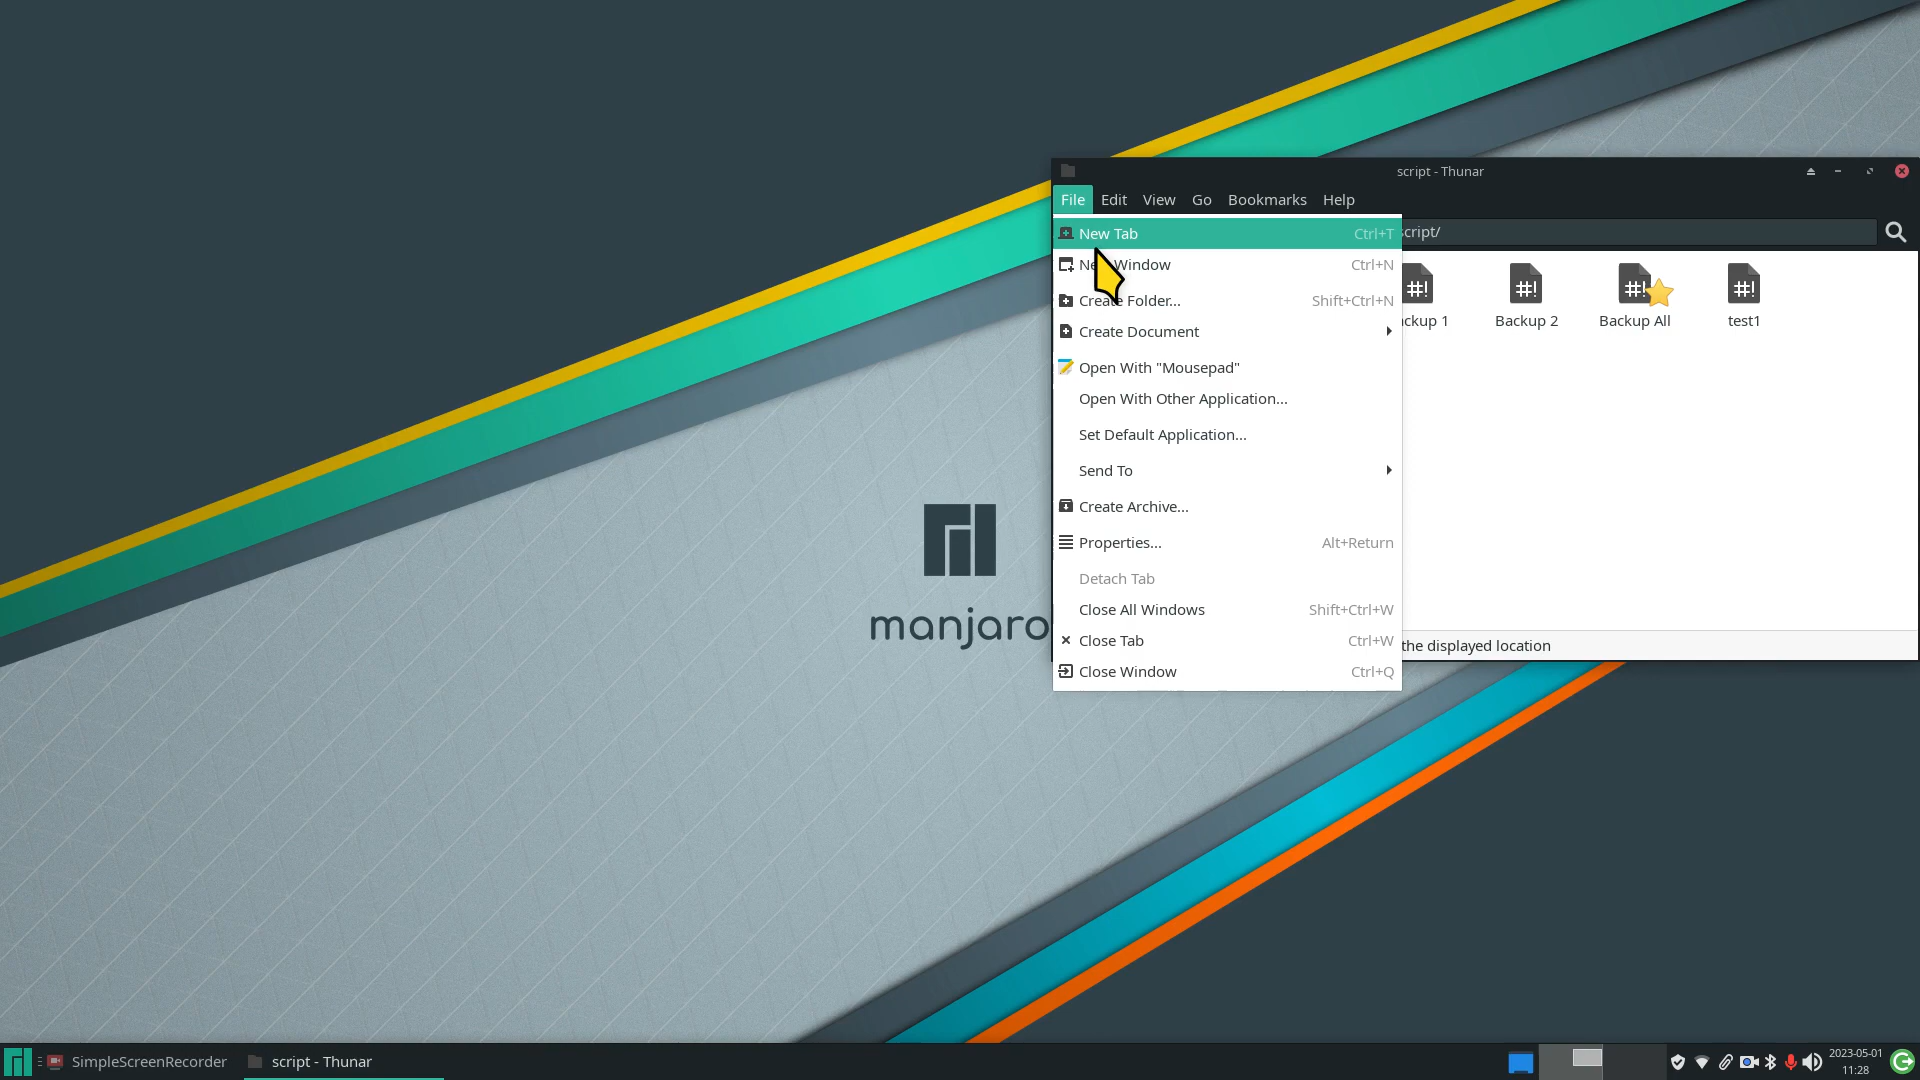 script - Thunar
File Edit View Go Bookmarks Help
New Tab Ctrl+T
script/
Window Ctrl+N
Create Folder... Shift+Ctrl+N
Create Document
Backup 2
Backup All
test1
Open With "Mousepad"
Open With Other Application...
Set Default Application...
Send To
Create Archive...
Properties... Alt+Return
Detach Tab
Close All Windows Shift+Ctrl+W
Close Tab Ctrl+W
the displayed location
Close Window Ctrl+Q
manjaro
SimpleScreenRecorder
script - Thunar
2023-05-01
11:28